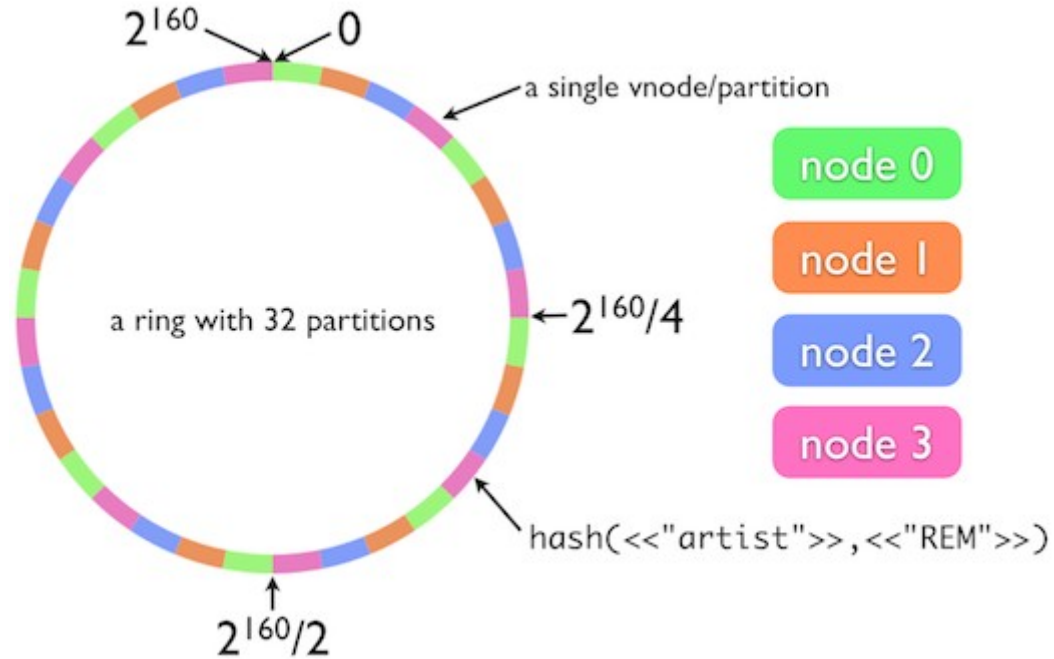 2¹⁶⁰
0
a single vnode/partition
node 0
node 1
a ring with 32 partitions
2¹⁶⁰/4
node 2
node 3
hash(<<"artist">>,<<"REM">>)
2¹⁶⁰/2